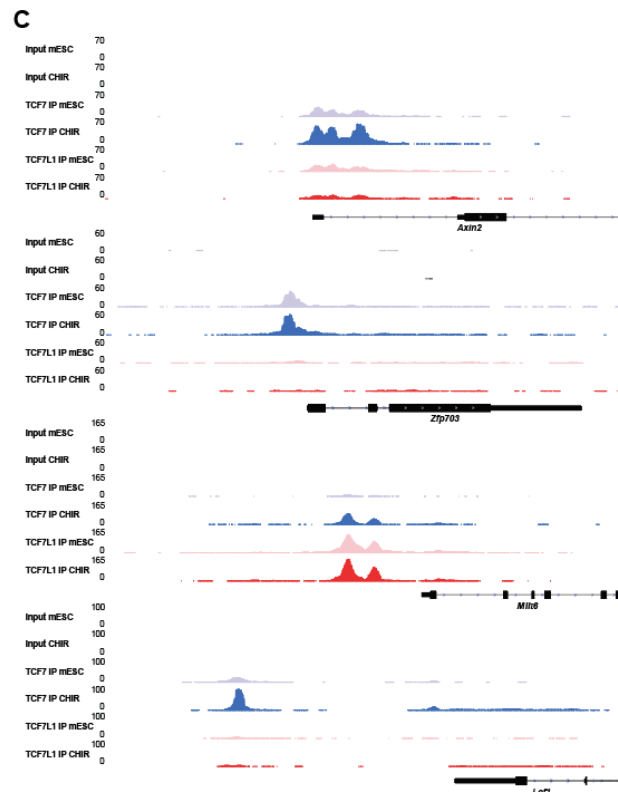 C
70
Input mESC
0
70
Input CHIR
0
70
TCF7 IP mESC
0
70
TCF7 IP CHIR
0
70
TCF7L1 IP mESC
0
70
TCF7L1 IP CHIR
0
Axin2
60
Input mESC
0
60
Input CHIR
0
60
TCF7 IP mESC
0
60
TCF7 IP CHIR
0
60
TCF7L1 IP mESC
0
60
TCF7L1 IP CHIR
0
Zfp703
165
Input mESC
0
165
Input CHIR
0
165
TCF7 IP mESC
0
165
TCF7 IP CHIR
0
165
TCF7L1 IP mESC
0
165
TCF7L1 IP CHIR
0
Mllt6
100
Input mESC
0
100
Input CHIR
0
100
TCF7 IP mESC
0
100
TCF7 IP CHIR
0
100
TCF7L1 IP mESC
0
100
TCF7L1 IP CHIR
0